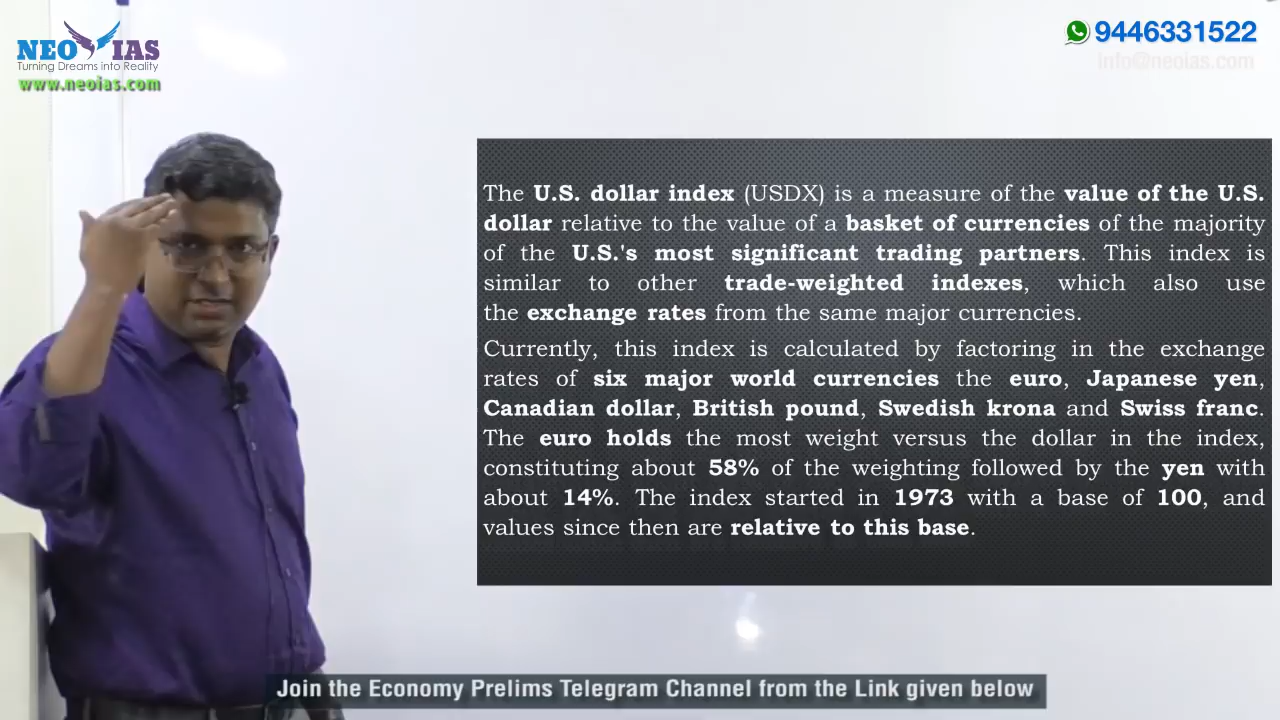 NEO IAS
Turning Dreams into Reality
www.neoias.com
9446331522
info@neoias.com
The U.S. dollar index (USDX) is a measure of the value of the U.S.
dollar relative to the value of a basket of currencies of the majority
of the U.S.'s most significant trading partners. This index is
similar to other trade-weighted indexes, which also use
the exchange rates from the same major currencies.
Currently, this index is calculated by factoring in the exchange
rates of six major world currencies the euro, Japanese yen,
Canadian dollar, British pound, Swedish krona and Swiss franc.
The euro holds the most weight versus the dollar in the index,
constituting about 58% of the weighting followed by the yen with
about 14%. The index started in 1973 with a base of 100, and
values since then are relative to this base.
Join the Economy Prelims Telegram Channel from the Link given below